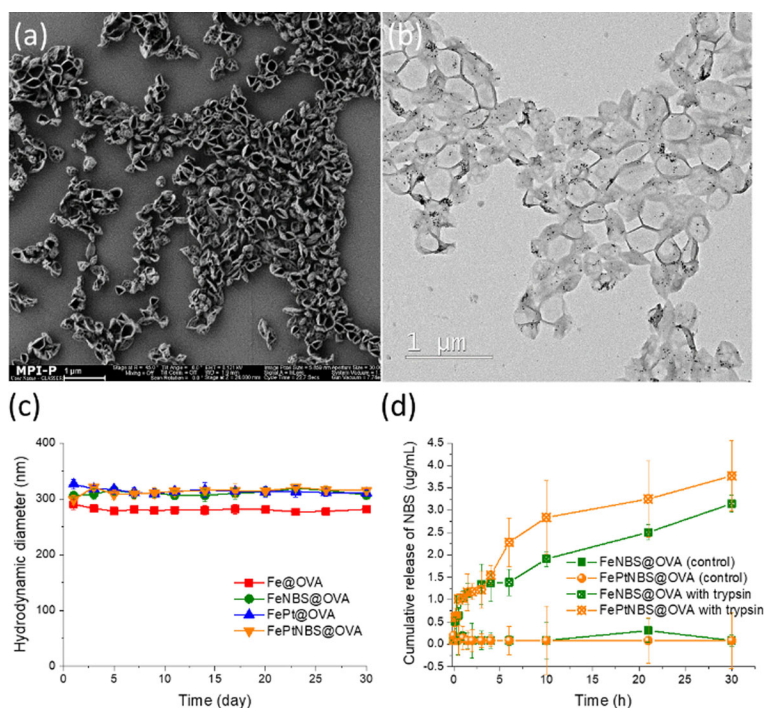 (a)
(b)
MPI-P
1 µm
1 µm
(c)
(d)
Hydrodynamic diameter (nm)
400
300
200
100
0
Fe@OVA
FeNBS@OVA
FePt@OVA
FePtNBS@OVA
0 5 10 15 20 25 30
Time (day)
Cumulative release of NBS (ug/mL)
4.5
4.0
3.5
3.0
2.5
2.0
1.5
1.0
0.5
0.0
-0.5
FeNBS@OVA (control)
FePtNBS@OVA (control)
FeNBS@OVA with trypsin
FePtNBS@OVA with trypsin
0 5 10 15 20 25 30
Time (h)